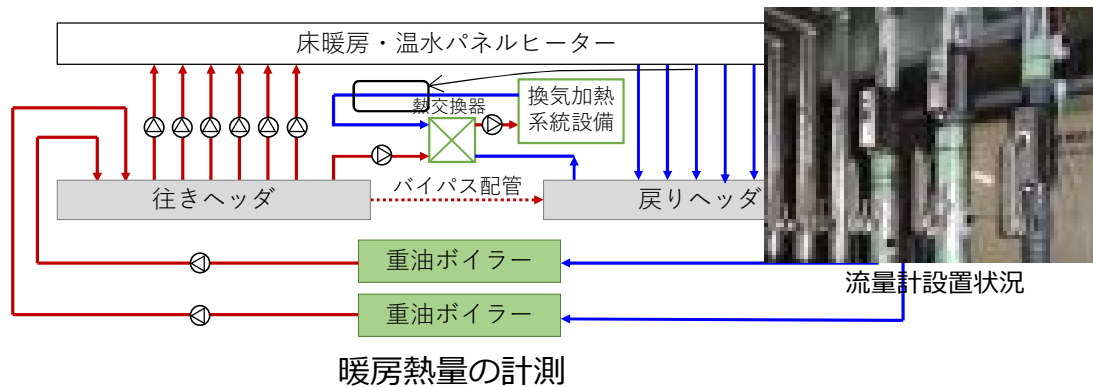 床暖房・温水パネルヒーター
熱交換器
換気加熱
系統設備
バイパス配管
往きヘッダ
戻りヘッダ
重油ボイラー
重油ボイラー
流量計設置状況
暖房熱量の計測